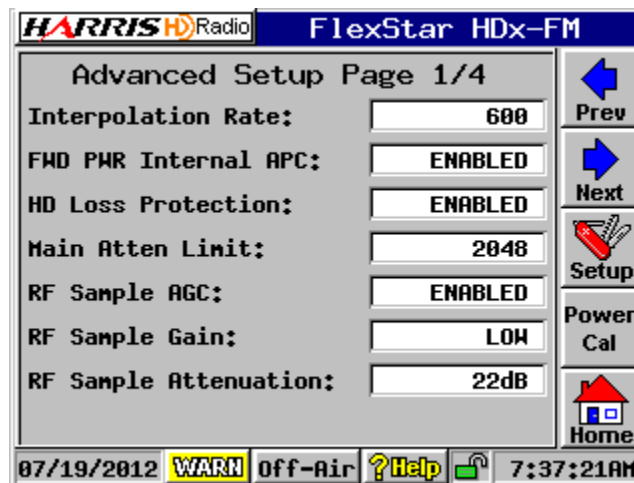 HARRIS HD Radio FlexStar HDx-FM
Advanced Setup Page 1/4
Interpolation Rate: 600
FWD PWR Internal APC: ENABLED
HD Loss Protection: ENABLED
Main Atten Limit: 2048
RF Sample AGC: ENABLED
RF Sample Gain: LOW
RF Sample Attenuation: 22dB
Prev
Next
Setup
Power
Cal
Home
07/19/2012 WARN Off-Air ?Help 7:37:21AM